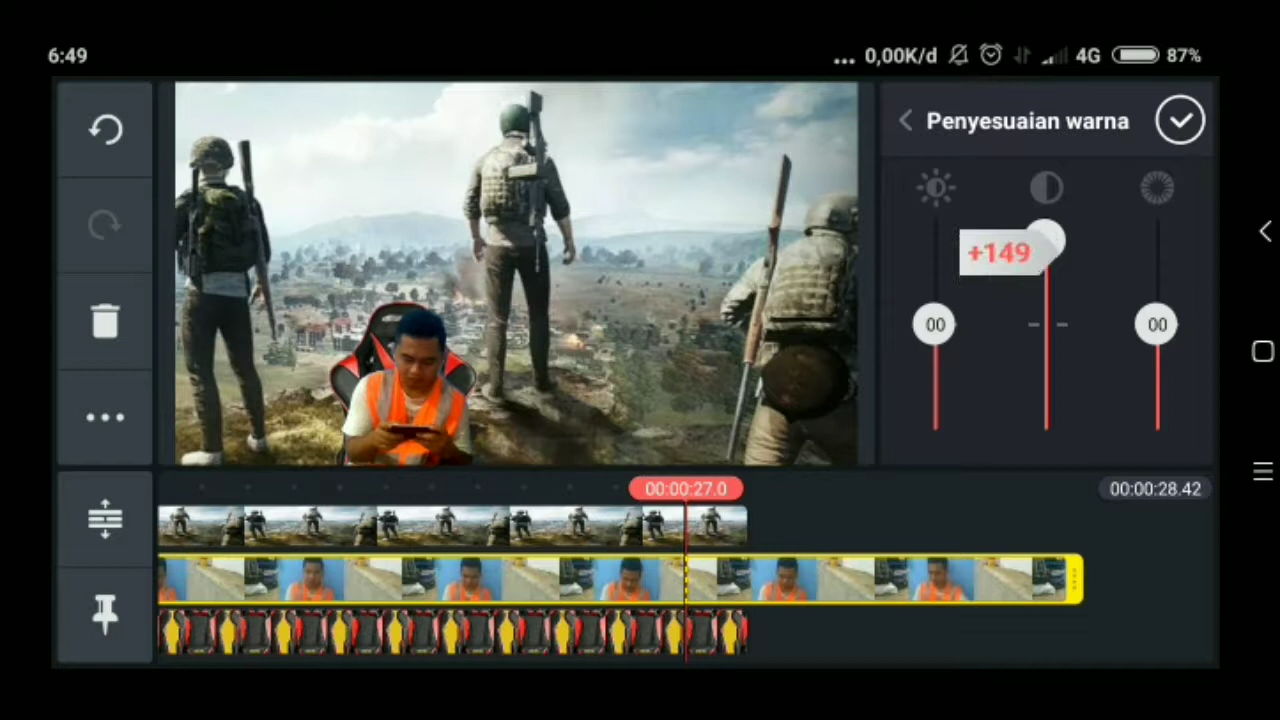 6:49
... 0,00K/d 4G 87%
Penyesuaian warna
+149
00 00
00:00:27.0 00:00:28.42